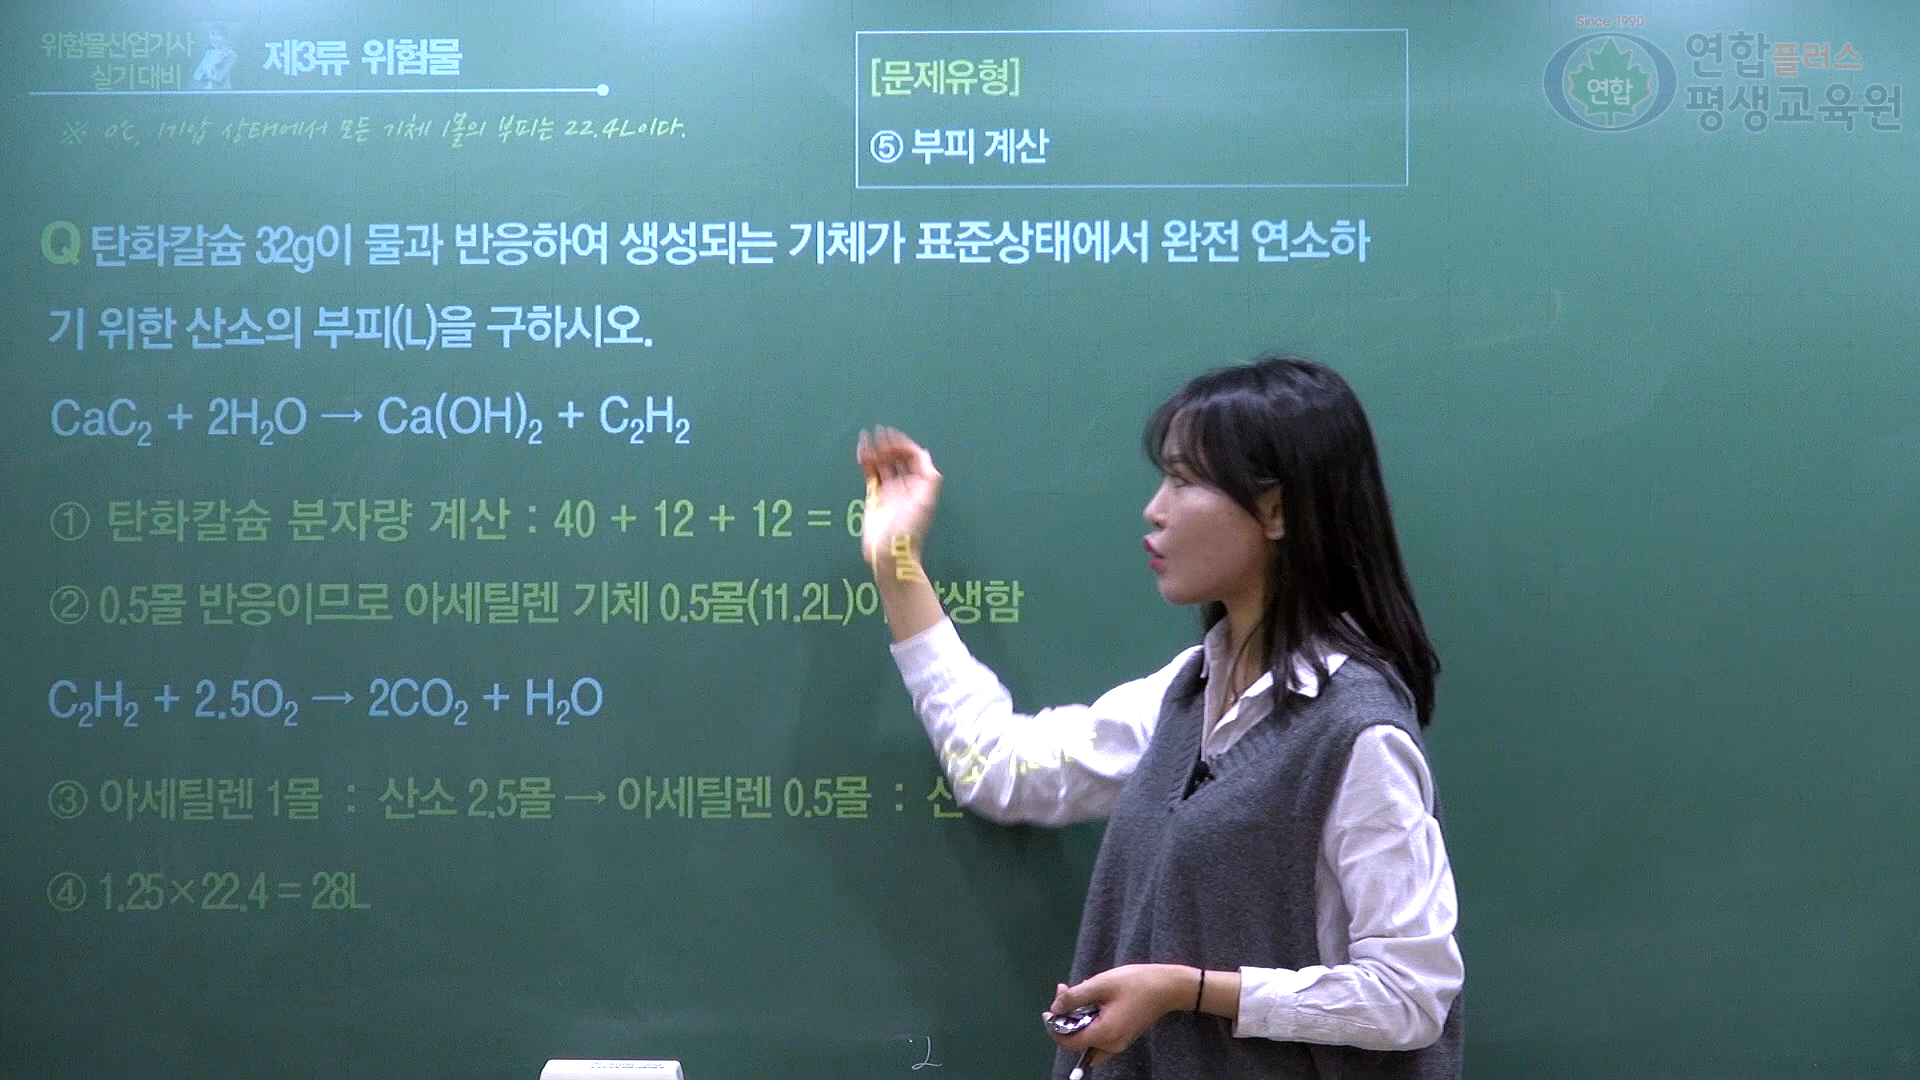 위험물산업기사
실기대비
제3류 위험물
※ 0℃, 1기압 상태에서 모든 기체 1몰의 부피는 22.4L이다.
[문제유형]
⑤ 부피 계산
Since 1990
연합
연합플러스
평생교육원
Q 탄화칼슘 32g이 물과 반응하여 생성되는 기체가 표준상태에서 완전 연소하
기 위한 산소의 부피(L)을 구하시오.
CaC₂ + 2H₂O → Ca(OH)₂ + C₂H₂
① 탄화칼슘 분자량 계산 : 40 + 12 + 12 = 6
② 0.5몰 반응이므로 아세틸렌 기체 0.5몰(11.2L)이 발생함
C₂H₂ + 2.5O₂ → 2CO₂ + H₂O
③ 아세틸렌 1몰 : 산소 2.5몰 → 아세틸렌 0.5몰 : 산
④ 1.25×22.4 = 28L